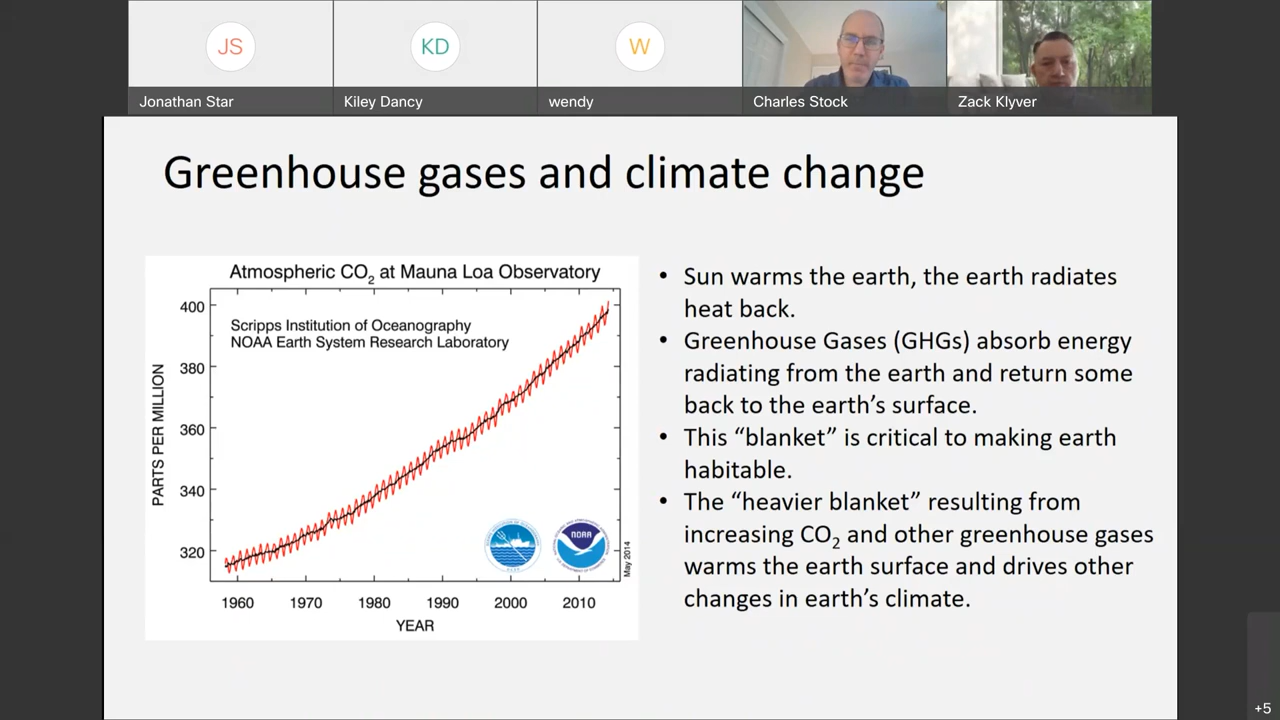 JS
KD
W
Jonathan Star
Kiley Dancy
wendy
Charles Stock
Zack Klyver
Greenhouse gases and climate change
Atmospheric CO2 at Mauna Loa Observatory
Scripps Institution of Oceanography
NOAA Earth System Research Laboratory
PARTS PER MILLION
400
380
360
340
320
NOAA
May 2014
1960
1970
1980
1990
2000
2010
YEAR
• Sun warms the earth, the earth radiates
heat back.
• Greenhouse Gases (GHGs) absorb energy
radiating from the earth and return some
back to the earth’s surface.
• This “blanket” is critical to making earth
habitable.
• The “heavier blanket” resulting from
increasing CO2 and other greenhouse gases
warms the earth surface and drives other
changes in earth’s climate.
+5